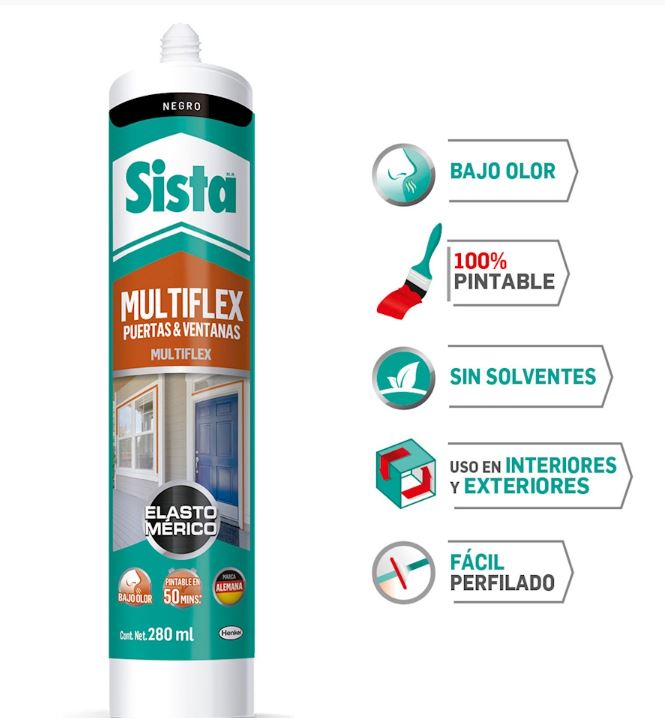 NEGRO
Sista
MULTIFLEX
PUERTAS & VENTANAS
MULTIFLEX
ELASTO
MÉRICO
BAJO OLOR
PINTABLE EN
50 MINS.*
MARCA
ALEMANA
Cont. Net. 280 ml
Henkel
BAJO OLOR
100%
PINTABLE
SIN SOLVENTES
USO EN INTERIORES
Y EXTERIORES
FÁCIL
PERFILADO